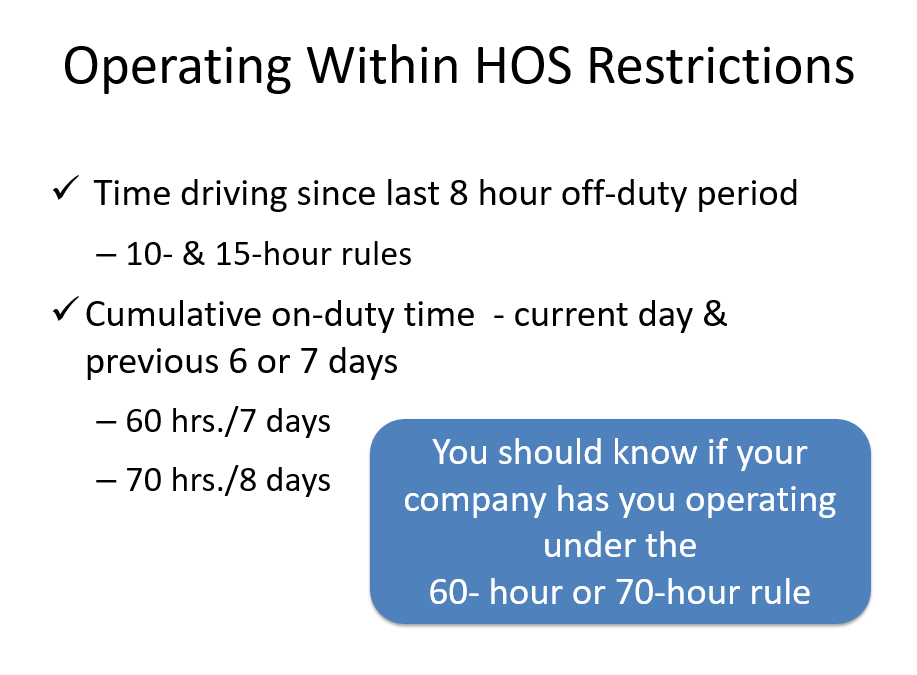 Operating Within HOS Restrictions
✓ Time driving since last 8 hour off-duty period
– 10- & 15-hour rules
✓ Cumulative on-duty time - current day &
previous 6 or 7 days
– 60 hrs./7 days
– 70 hrs./8 days
You should know if your
company has you operating
under the
60- hour or 70-hour rule